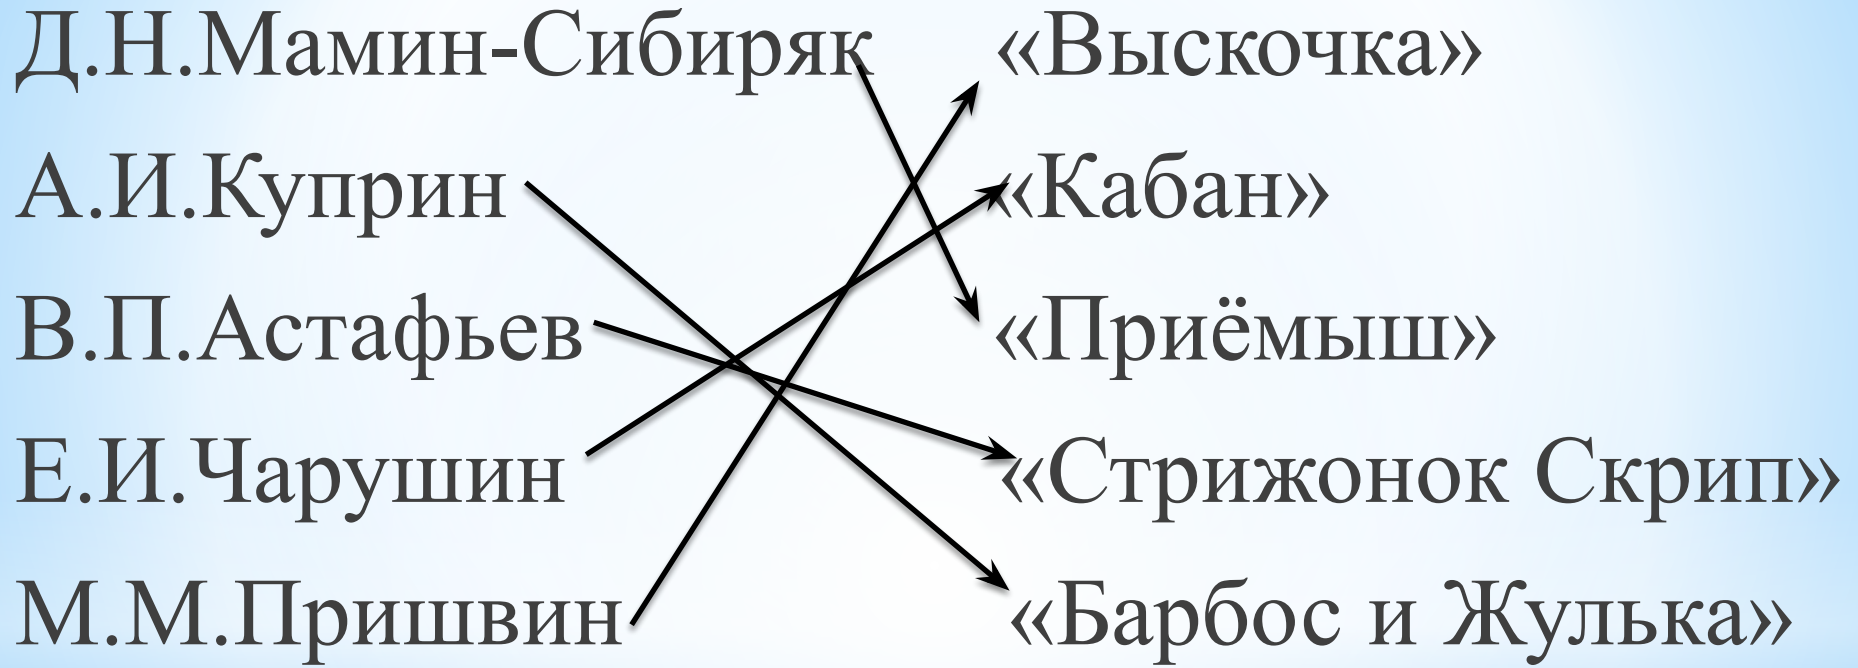 Д.Н.Мамин-Сибиряк «Выскочка»
А.И.Куприн «Кабан»
В.П.Астафьев «Приёмыш»
Е.И.Чарушин «Стрижонок Скрип»
М.М.Пришвин «Барбос и Жулька»